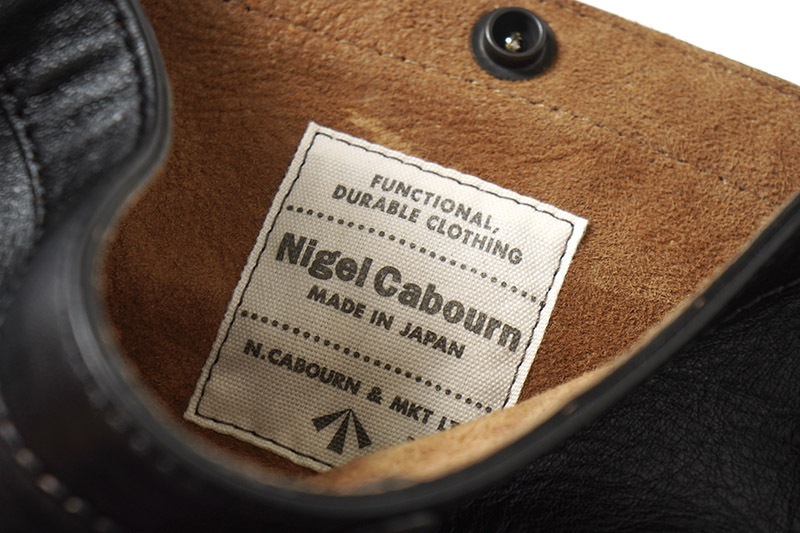 FUNCTIONAL,
DURABLE CLOTHING
Nigel Cabourn
MADE IN JAPAN
N.CABOURN & MKT